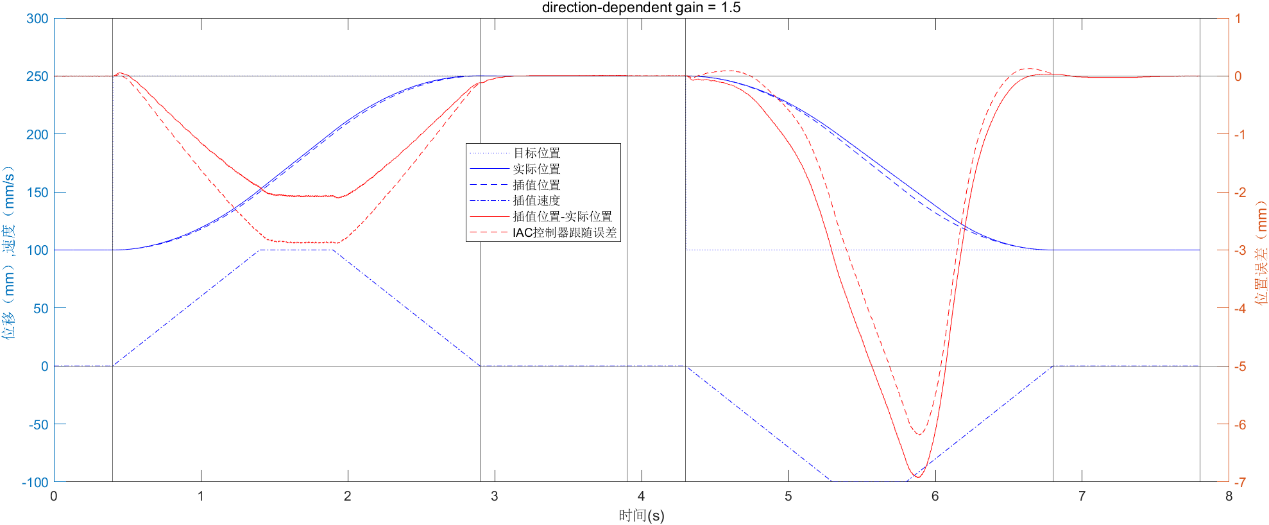 direction-dependent gain = 1.5
300
250
200
150
100
50
0
-50
-100
位移（mm）,速度（mm/s）
1
0
-1
-2
-3
-4
-5
-6
-7
位置误差（mm）
目标位置
实际位置
插值位置
插值速度
插值位置-实际位置
IAC控制器跟随误差
0 1 2 3 4 5 6 7 8
时间(s)